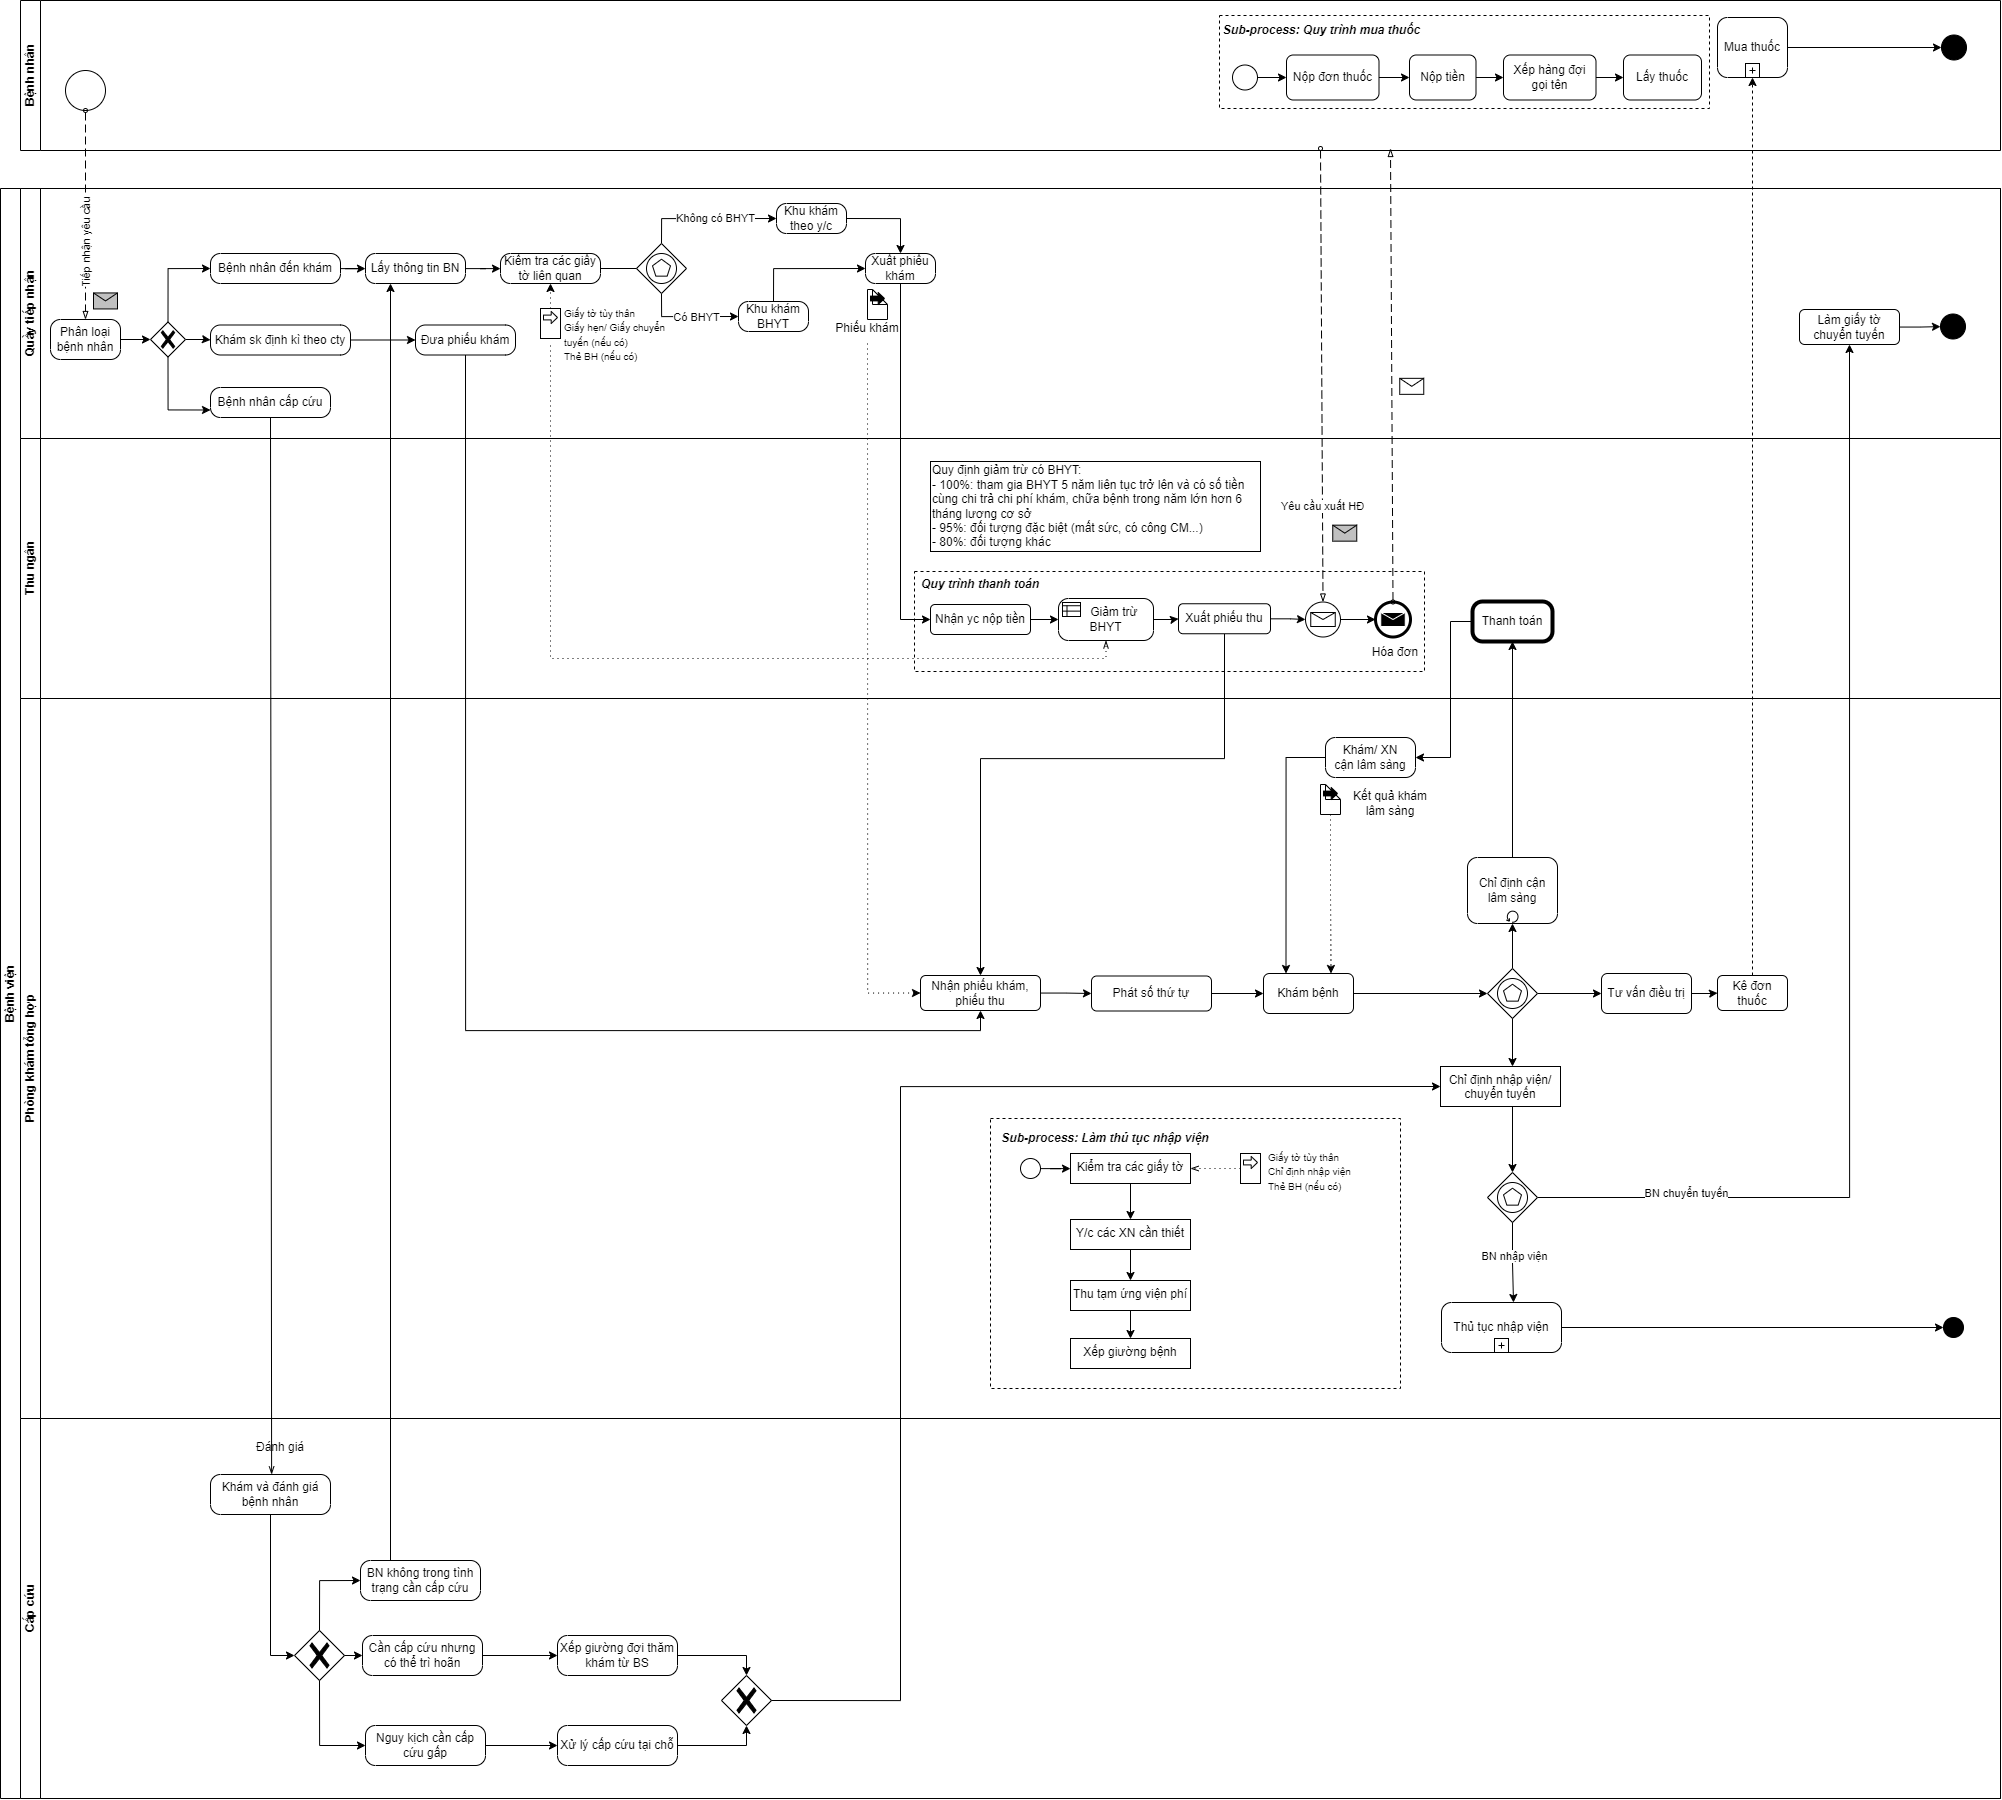 Bệnh nhân
Sub-process: Quy trình mua thuốc
Nộp đơn thuốc
Nộp tiền
Xếp hàng đợi
gọi tên
Lấy thuốc
Mua thuốc
Bệnh viện
Quầy tiếp nhận
Tiếp nhận yêu cầu
Phân loại
bệnh nhân
Bệnh nhân đến khám
Lấy thông tin BN
Kiểm tra các giấy
tờ liên quan
Không có BHYT
Khu khám
theo y/c
Có BHYT
Khu khám
BHYT
Xuất phiếu
khám
Phiếu khám
Giấy tờ tùy thân
Giấy hẹn/ Giấy chuyển
tuyến (nếu có)
Thẻ BH (nếu có)
Khám sk định kì theo cty
Đưa phiếu khám
Bệnh nhân cấp cứu
Làm giấy tờ
chuyển tuyến
Thu ngân
Quy định giảm trừ có BHYT:
- 100%: tham gia BHYT 5 năm liên tục trở lên và có số tiền
cùng chi trả chi phí khám, chữa bệnh trong năm lớn hơn 6
tháng lương cơ sở
- 95%: đối tượng đặc biệt (mất sức, có công CM...)
- 80%: đối tượng khác
Yêu cầu xuất HĐ
Quy trình thanh toán
Nhận yc nộp tiền
Giảm trừ
BHYT
Xuất phiếu thu
Hóa đơn
Thanh toán
Phòng khám tổng hợp
Khám/ XN
cận lâm sàng
Kết quả khám
lâm sàng
Chỉ định cận
lâm sàng
Nhận phiếu khám,
phiếu thu
Phát số thứ tự
Khám bệnh
Tư vấn điều trị
Kê đơn
thuốc
Chỉ định nhập viện/
chuyển tuyến
Sub-process: Làm thủ tục nhập viện
Kiểm tra các giấy tờ
Giấy tờ tùy thân
Chỉ định nhập viện
Thẻ BH (nếu có)
Y/c các XN cần thiết
Thu tạm ứng viện phí
Xếp giường bệnh
BN chuyển tuyến
BN nhập viện
Thủ tục nhập viện
Cấp cứu
Đánh giá
Khám và đánh giá
bệnh nhân
BN không trong tình
trạng cần cấp cứu
Cần cấp cứu nhưng
có thể trì hoãn
Xếp giường đợi thăm
khám từ BS
Nguy kịch cần cấp
cứu gấp
Xử lý cấp cứu tại chỗ